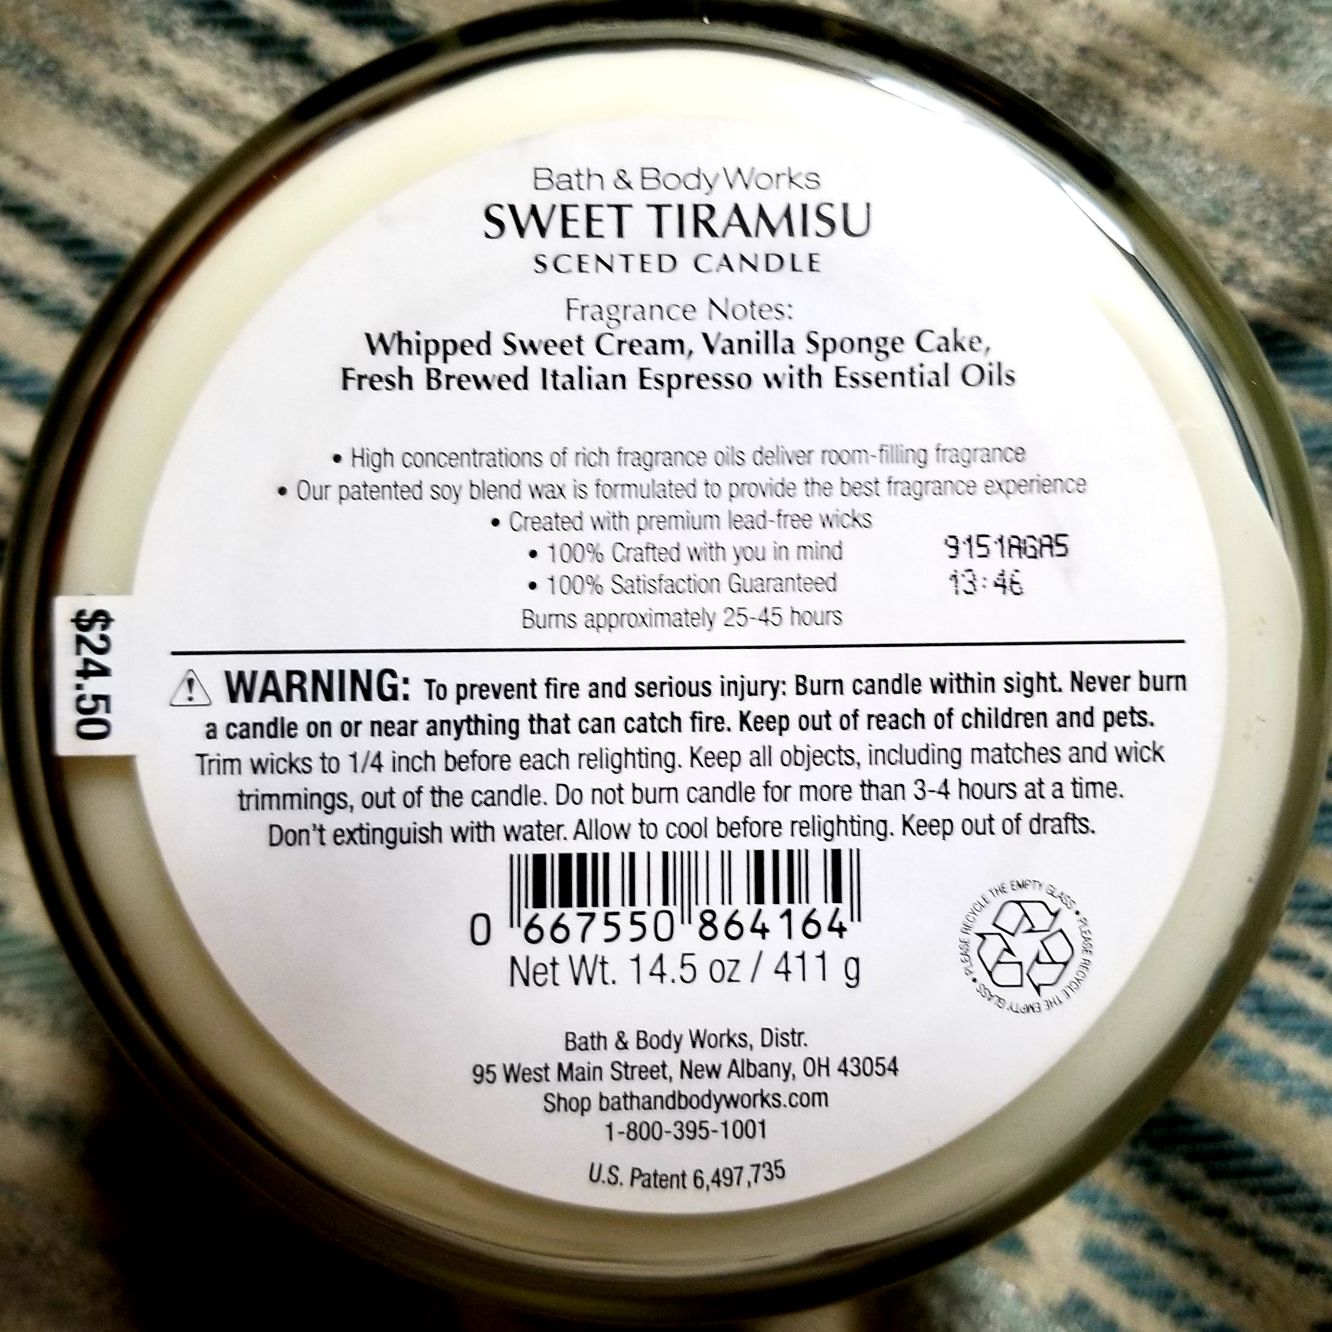 Bath & Body Works
SWEET TIRAMISU
SCENTED CANDLE
Fragrance Notes:
Whipped Sweet Cream, Vanilla Sponge Cake,
Fresh Brewed Italian Espresso with Essential Oils
• High concentrations of rich fragrance oils deliver room-filling fragrance
• Our patented soy blend wax is formulated to provide the best fragrance experience
• Created with premium lead-free wicks
• 100% Crafted with you in mind
• 100% Satisfaction Guaranteed
Burns approximately 25-45 hours
9151AGA5
13:46
$24.50
⚠ WARNING: To prevent fire and serious injury: Burn candle within sight. Never burn
a candle on or near anything that can catch fire. Keep out of reach of children and pets.
Trim wicks to 1/4 inch before each relighting. Keep all objects, including matches and wick
trimmings, out of the candle. Do not burn candle for more than 3-4 hours at a time.
Don't extinguish with water. Allow to cool before relighting. Keep out of drafts.
0 667550 864164
Net Wt. 14.5 oz / 411 g
PLEASE RECYCLE THE EMPTY GLASS • PLEASE RECYCLE THE EMPTY GLASS •
Bath & Body Works, Distr.
95 West Main Street, New Albany, OH 43054
Shop bathandbodyworks.com
1-800-395-1001
U.S. Patent 6,497,735